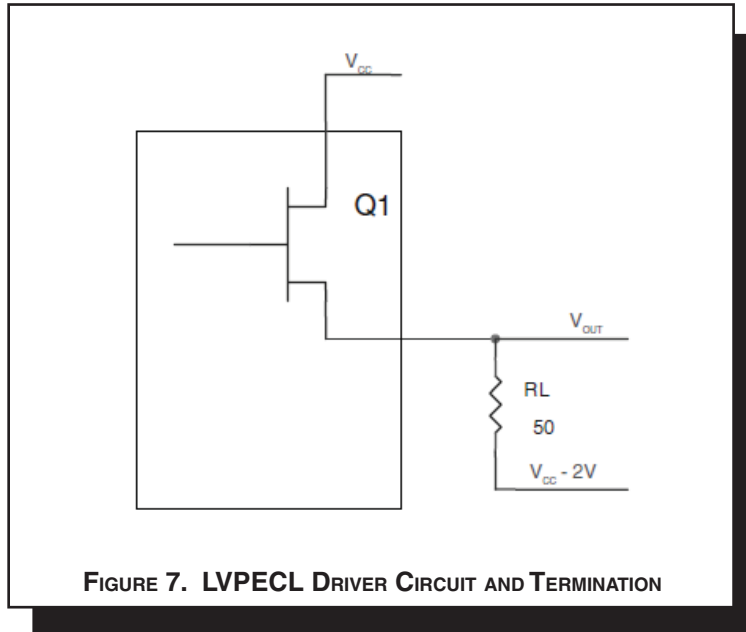 V_CC
Q1
V_OUT
RL
50
V_CC - 2V
FIGURE 7. LVPECL DRIVER CIRCUIT AND TERMINATION